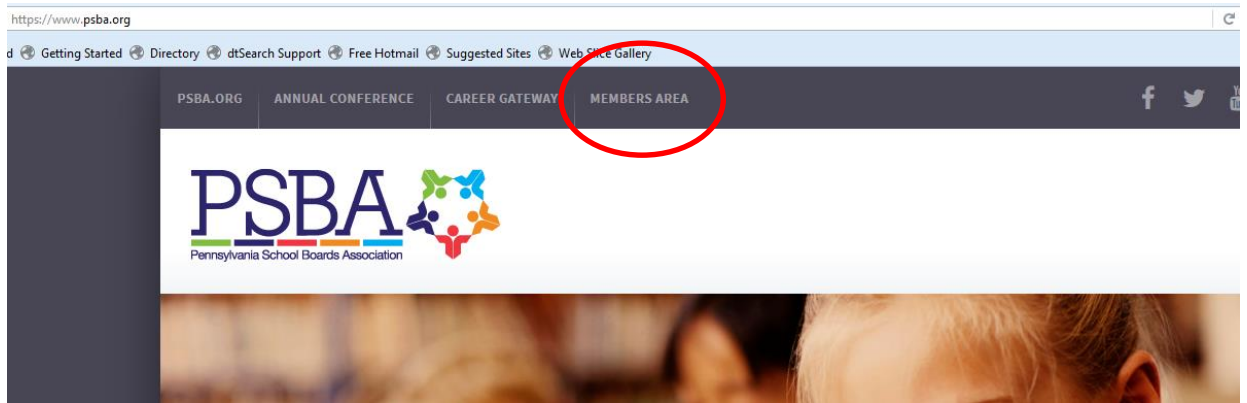 https://www.psba.org
d Getting Started Directory dtSearch Support Free Hotmail Suggested Sites Web Slice Gallery
PSBA.ORG ANNUAL CONFERENCE CAREER GATEWAY MEMBERS AREA
PSBA
Pennsylvania School Boards Association